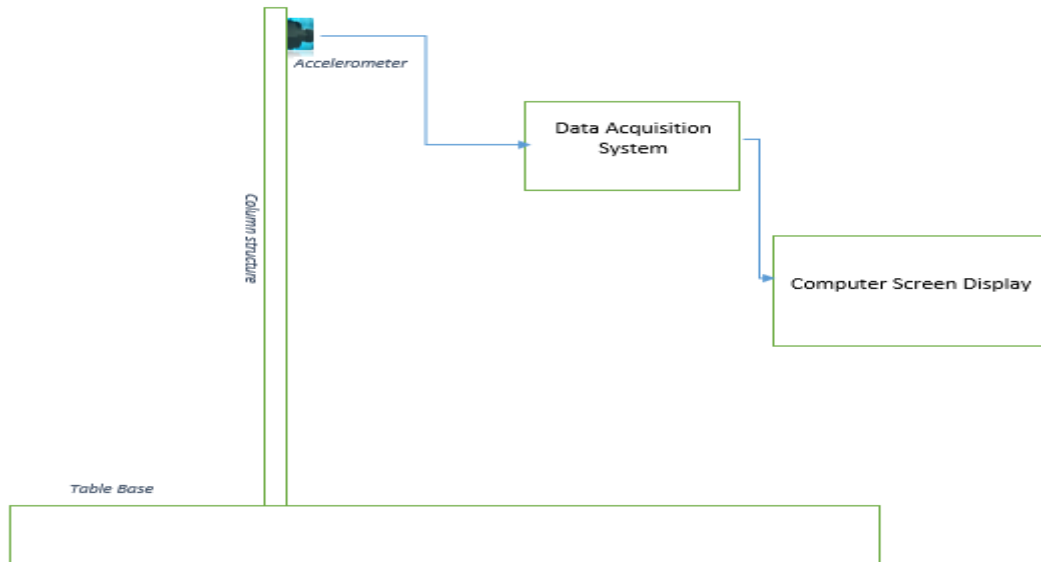 Accelerometer
Data Acquisition
System
Column structure
Computer Screen Display
Table Base